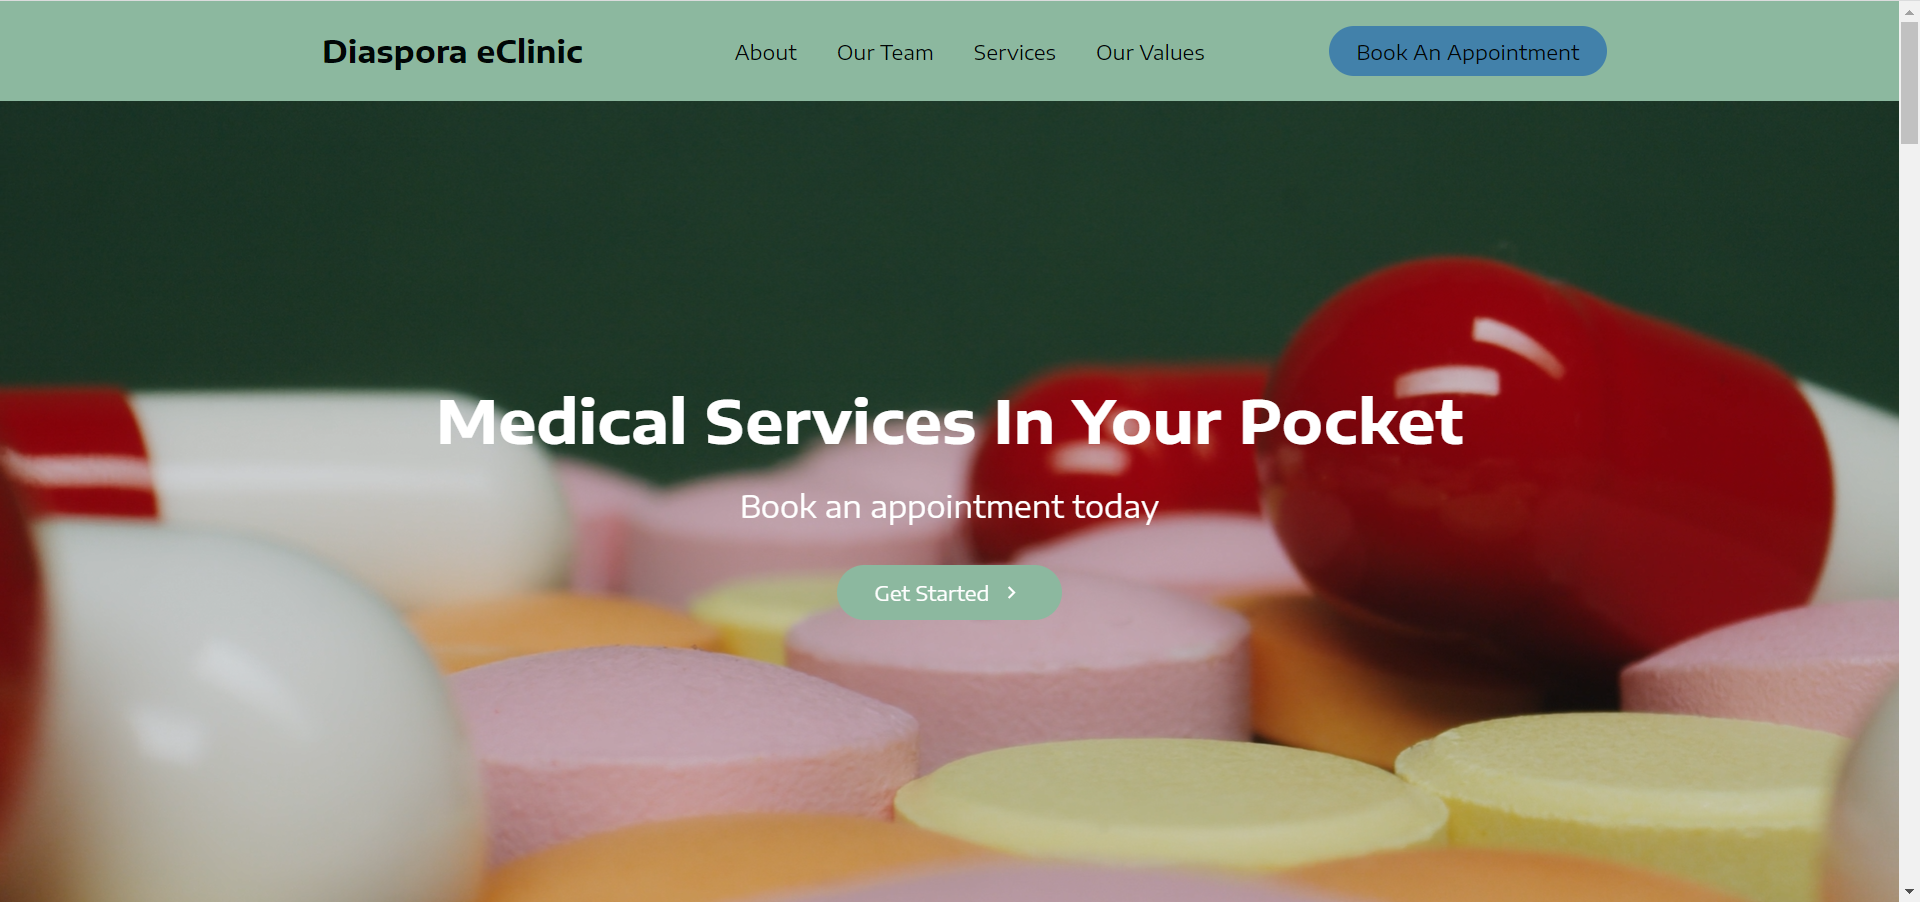 Diaspora eClinic
About
Our Team
Services
Our Values
Book An Appointment
Medical Services In Your Pocket
Book an appointment today
Get Started